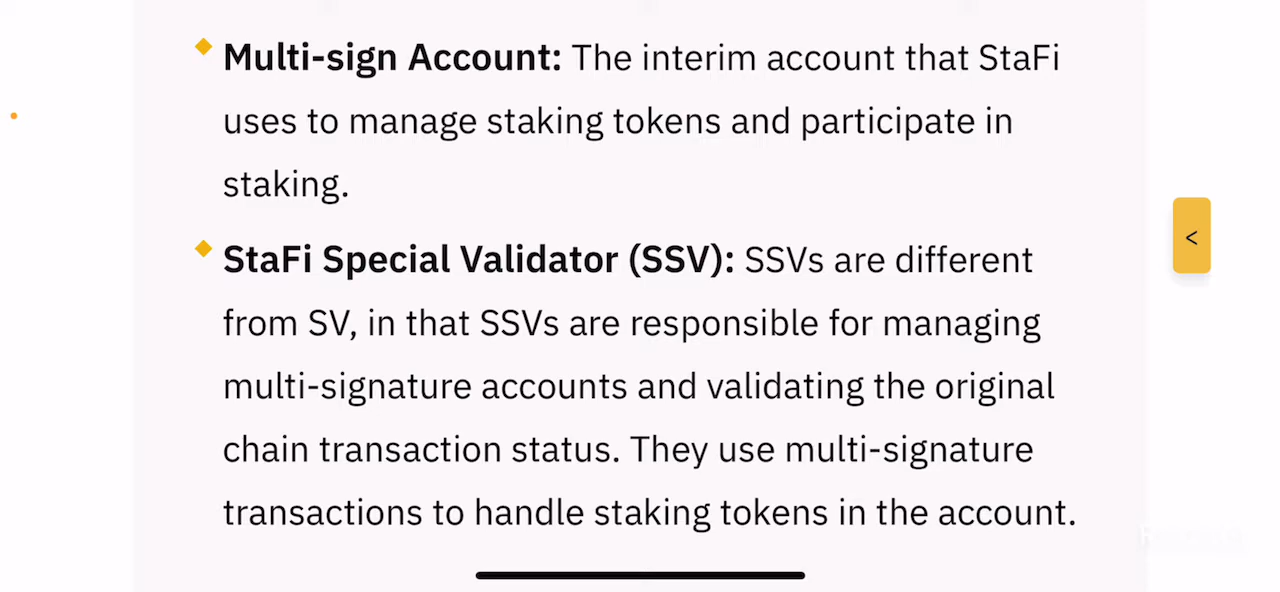 Multi-sign Account: The interim account that StaFi
uses to manage staking tokens and participate in
staking.
StaFi Special Validator (SSV): SSVs are different
from SV, in that SSVs are responsible for managing
multi-signature accounts and validating the original
chain transaction status. They use multi-signature
transactions to handle staking tokens in the account.
<